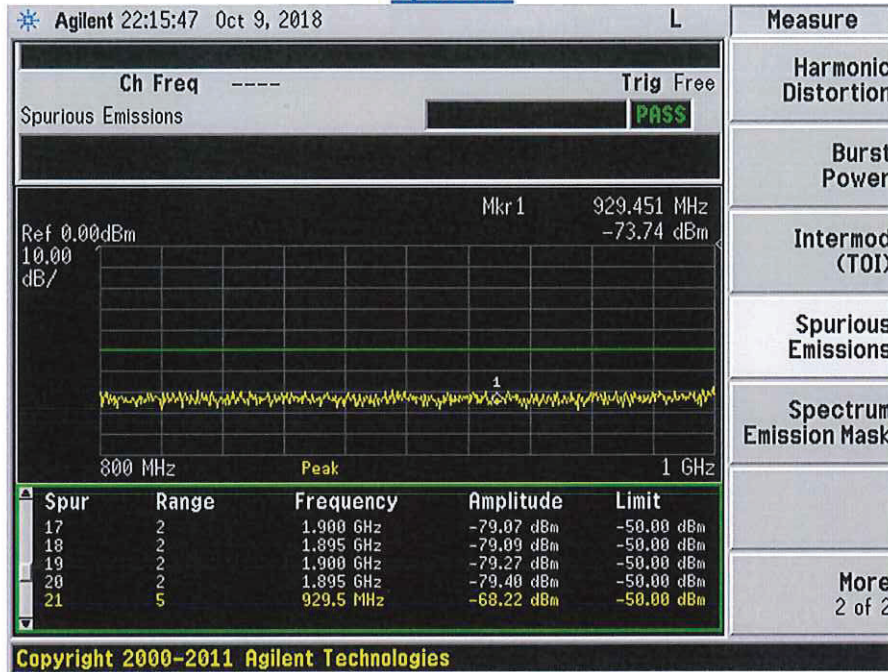 Agilent 22:15:47 Oct 9, 2018 L
Measure
Ch Freq ---- Trig Free
Spurious Emissions PASS
Mkr1 929.451 MHz
Ref 0.00dBm -73.74 dBm
10.00
dB/
1
800 MHz Peak 1 GHz
Spur Range Frequency Amplitude Limit
17 2 1.900 GHz -79.07 dBm -50.00 dBm
18 2 1.895 GHz -79.09 dBm -50.00 dBm
19 2 1.900 GHz -79.27 dBm -50.00 dBm
20 2 1.895 GHz -79.40 dBm -50.00 dBm
21 5 929.5 MHz -68.22 dBm -50.00 dBm
Copyright 2000-2011 Agilent Technologies
Harmonic
Distortion
Burst
Power
Intermod
(TOI)
Spurious
Emissions
Spectrum
Emission Mask
More
2 of 2